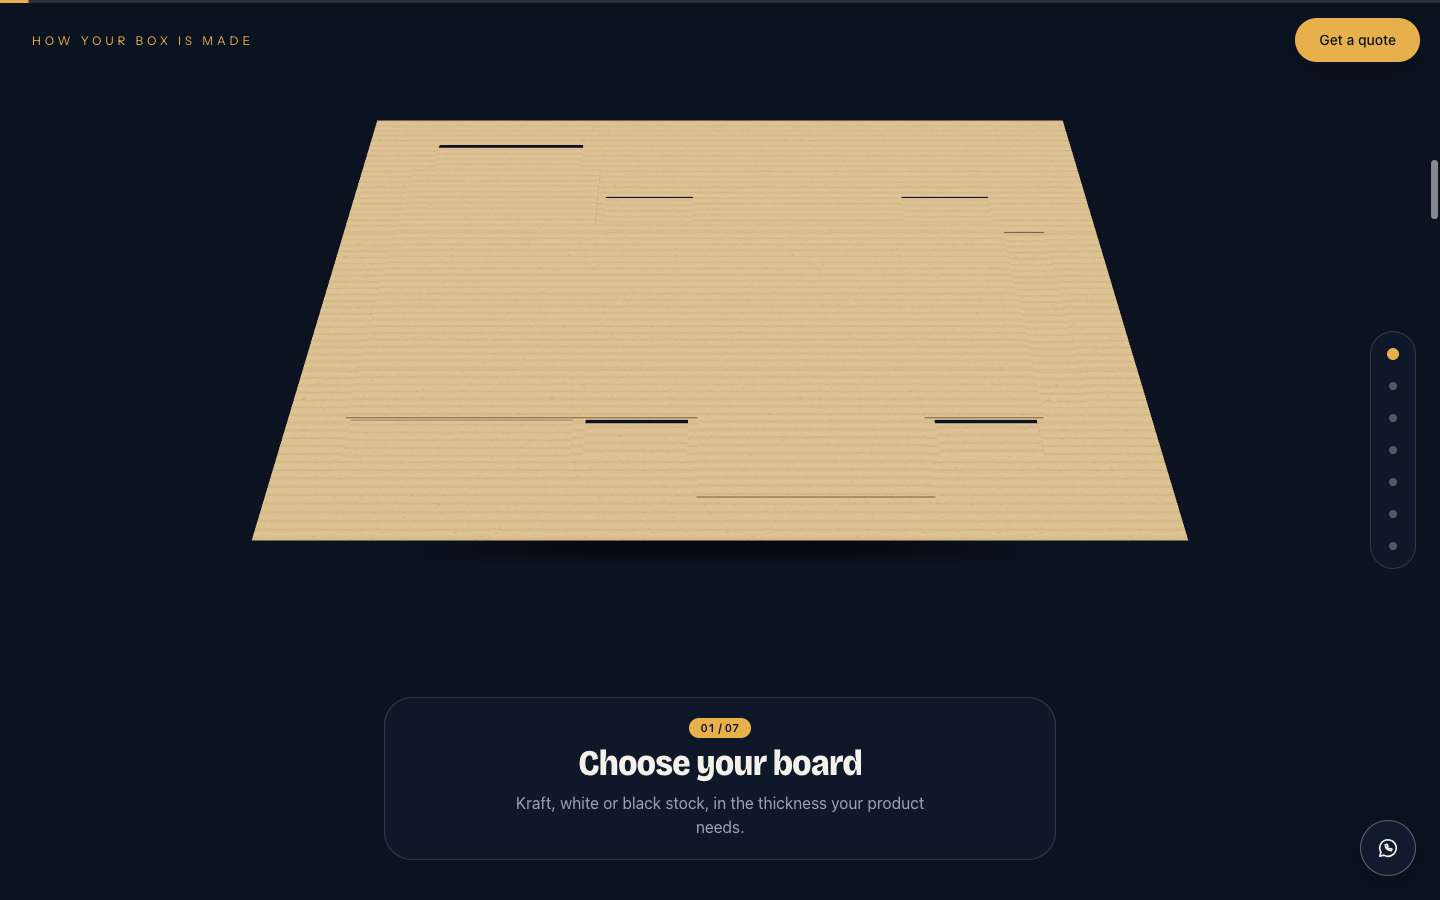 HOW YOUR BOX IS MADE
Get a quote
01 / 07
Choose your board
Kraft, white or black stock, in the thickness your product
needs.